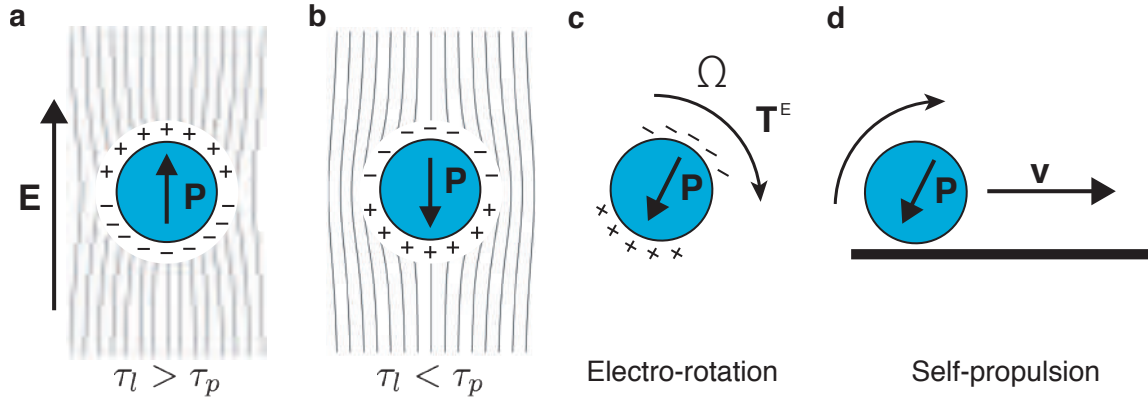 a
b
c
d
E
+ + + + + + +
P
− − − − − − − −
τ_l > τ_p
− − − − − −
P
+ + + + + + + +
τ_l < τ_p
Ω
T^E
− − − − −
P
+ + + + + +
Electro-rotation
P
v
Self-propulsion